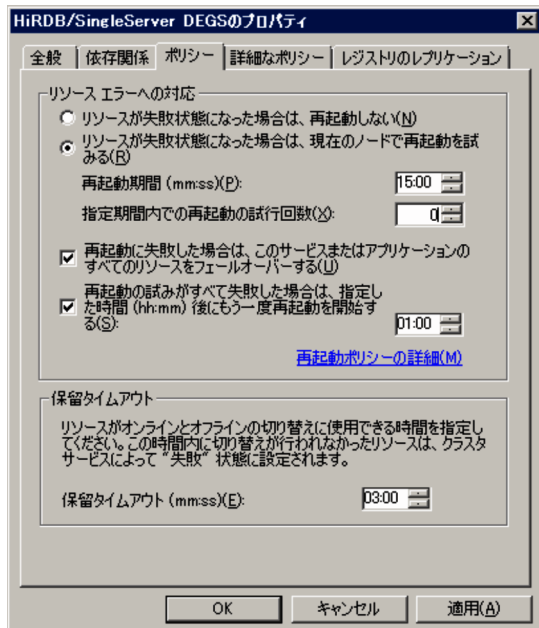 HiRDB/SingleServer DEGSのプロパティ
全般 依存関係 ポリシー 詳細なポリシー レジストリのレプリケーション
リソース エラーへの対応
リソースが失敗状態になった場合は、再起動しない(N)
リソースが失敗状態になった場合は、現在のノードで再起動を試
みる(R)
再起動期間 (mm:ss)(P): 15:00
指定期間内での再起動の試行回数(X): 0
再起動に失敗した場合は、このサービスまたはアプリケーションの
すべてのリソースをフェールオーバーする(U)
再起動の試みがすべて失敗した場合は、指定し
た時間 (hh:mm) 後にもう一度再起動を開始す
る(S): 01:00
再起動ポリシーの詳細(M)
保留タイムアウト
リソースがオンラインとオフラインの切り替えに使用できる時間を指定し
てください。この時間内に切り替えが行われなかったリソースは、クラスタ
サービスによって "失敗" 状態に設定されます。
保留タイムアウト (mm:ss)(E): 03:00
OK キャンセル 適用(A)